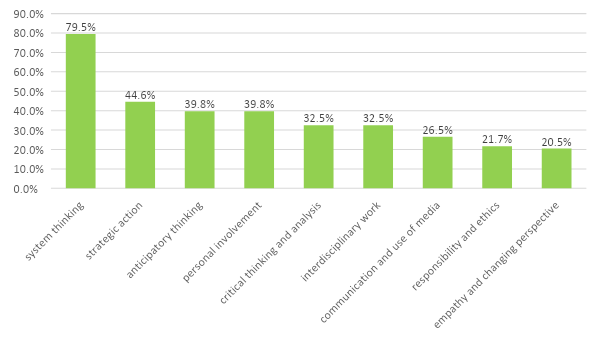 90.0%
80.0%
70.0%
60.0%
50.0%
40.0%
30.0%
20.0%
10.0%
0.0%
79.5%
44.6%
39.8%
39.8%
32.5%
32.5%
26.5%
21.7%
20.5%
system thinking
strategic action
anticipatory thinking
personal involvement
critical thinking and analysis
interdisciplinary work
communication and use of media
responsibility and ethics
empathy and changing perspective